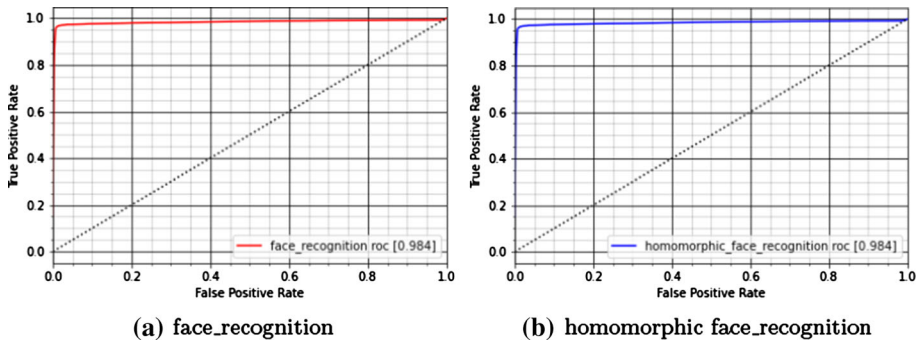 True Positive Rate
1.0
0.8
0.6
0.4
0.2
0.0
face_recognition roc [0.984]
0.0 0.2 0.4 0.6 0.8 1.0
False Positive Rate
(a) face_recognition
True Positive Rate
1.0
0.8
0.6
0.4
0.2
0.0
homomorphic_face_recognition roc [0.984]
0.0 0.2 0.4 0.6 0.8 1.0
False Positive Rate
(b) homomorphic face_recognition